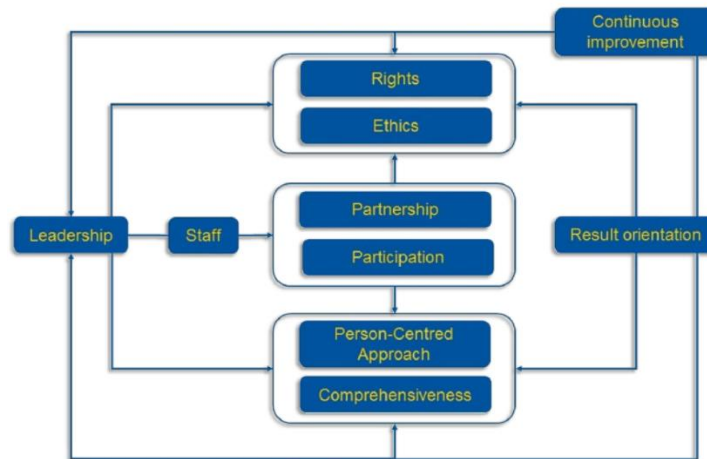 Continuous
improvement
Rights
Ethics
Partnership
Leadership
Staff
Result orientation
Participation
Person-Centred
Approach
Comprehensiveness